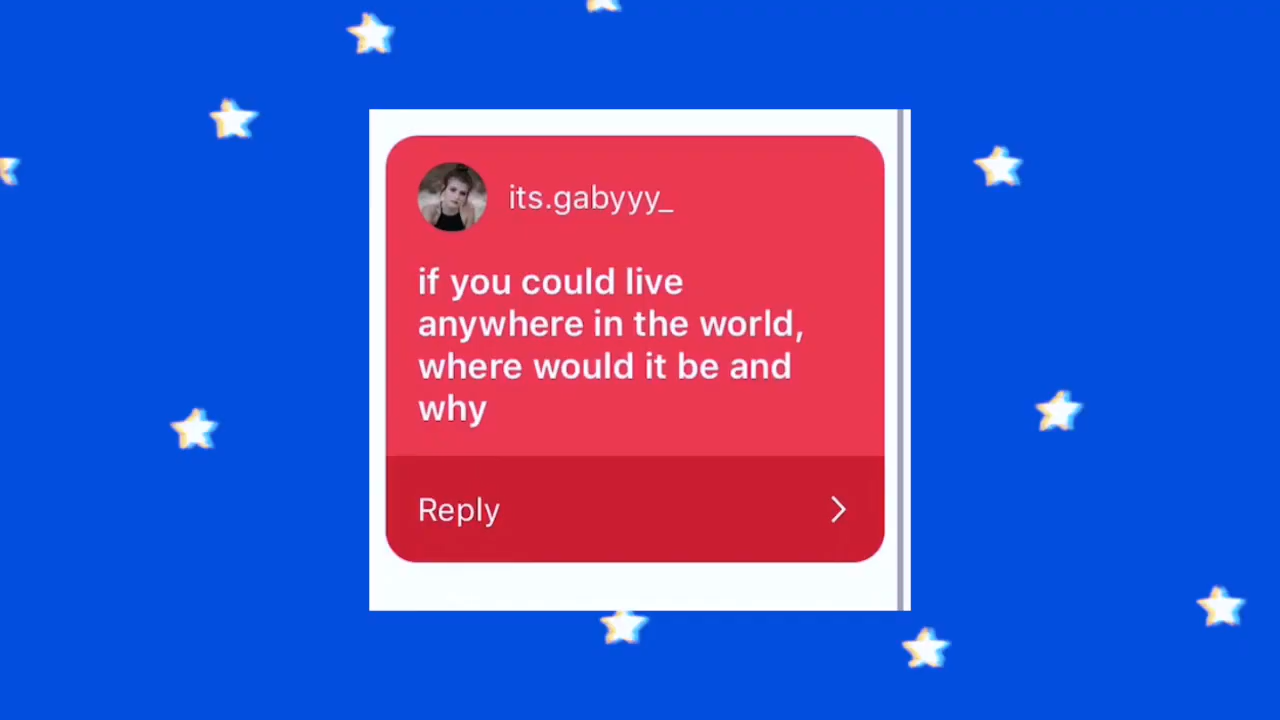 its.gabyyy_
if you could live
anywhere in the world,
where would it be and
why
Reply